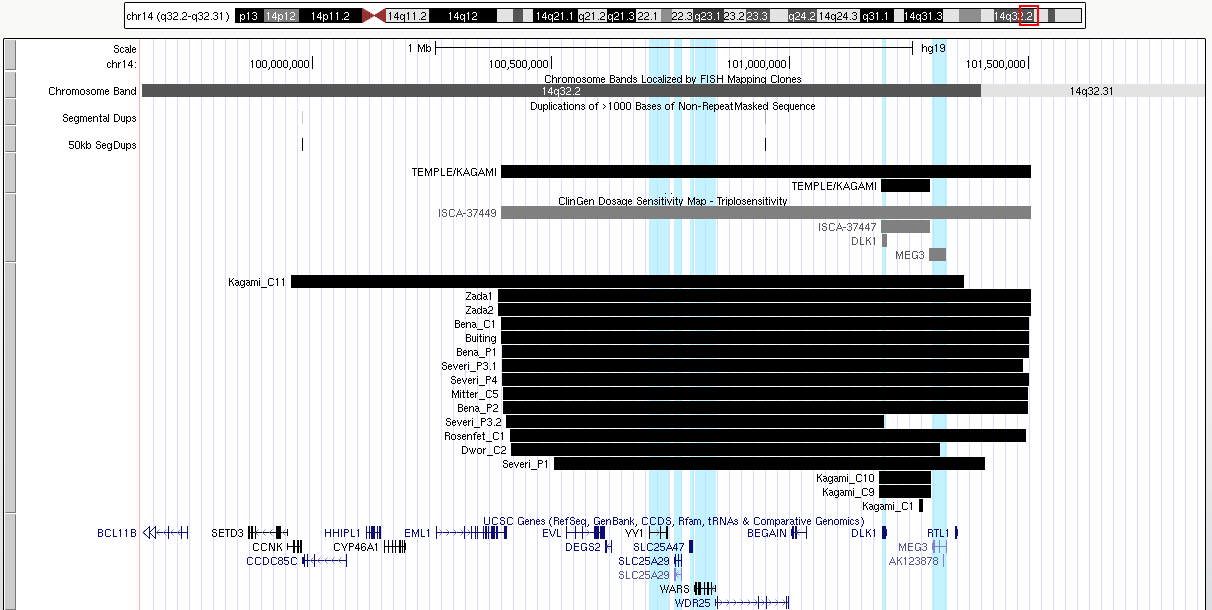 chr14 (q32.2-q32.31) p13 14p12 14p11.2 14q11.2 14q12 14q21.1 q21.2 q21.3 22.1 22.3 q23.1 23.2 23.3 q24.2 14q24.3 q31.1 14q31.3 14q32.2
Scale 1 Mb hg19
chr14: 100,000,000 100,500,000 101,000,000 101,500,000
Chromosome Bands Localized by FISH Mapping Clones
Chromosome Band 14q32.2 14q32.31
Duplications of >1000 Bases of Non-RepeatMasked Sequence
Segmental Dups
50kb SegDups
TEMPLE/KAGAMI
TEMPLE/KAGAMI
ClinGen Dosage Sensitivity Map - Triplosensitivity
ISCA-37449
ISCA-37447
DLK1
MEG3
Kagami_C11
Zada1
Zada2
Bena_C1
Buiting
Bena_P1
Severi_P3.1
Severi_P4
Mitter_C5
Bena_P2
Severi_P3.2
Rosenfet_C1
Dwor_C2
Severi_P1
Kagami_C10
Kagami_C9
Kagami_C1
UCSC Genes (RefSeq, GenBank, CCDS, Rfam, tRNAs & Comparative Genomics)
BCL11B SETD3 HHIPL1 EML1 EVL YY1 BEGAIN DLK1 RTL1
CCNK CYP46A1 DEGS2 SLC25A47 MEG3
CCDC85C SLC25A29 AK123878
SLC25A29
WARS
WDR25